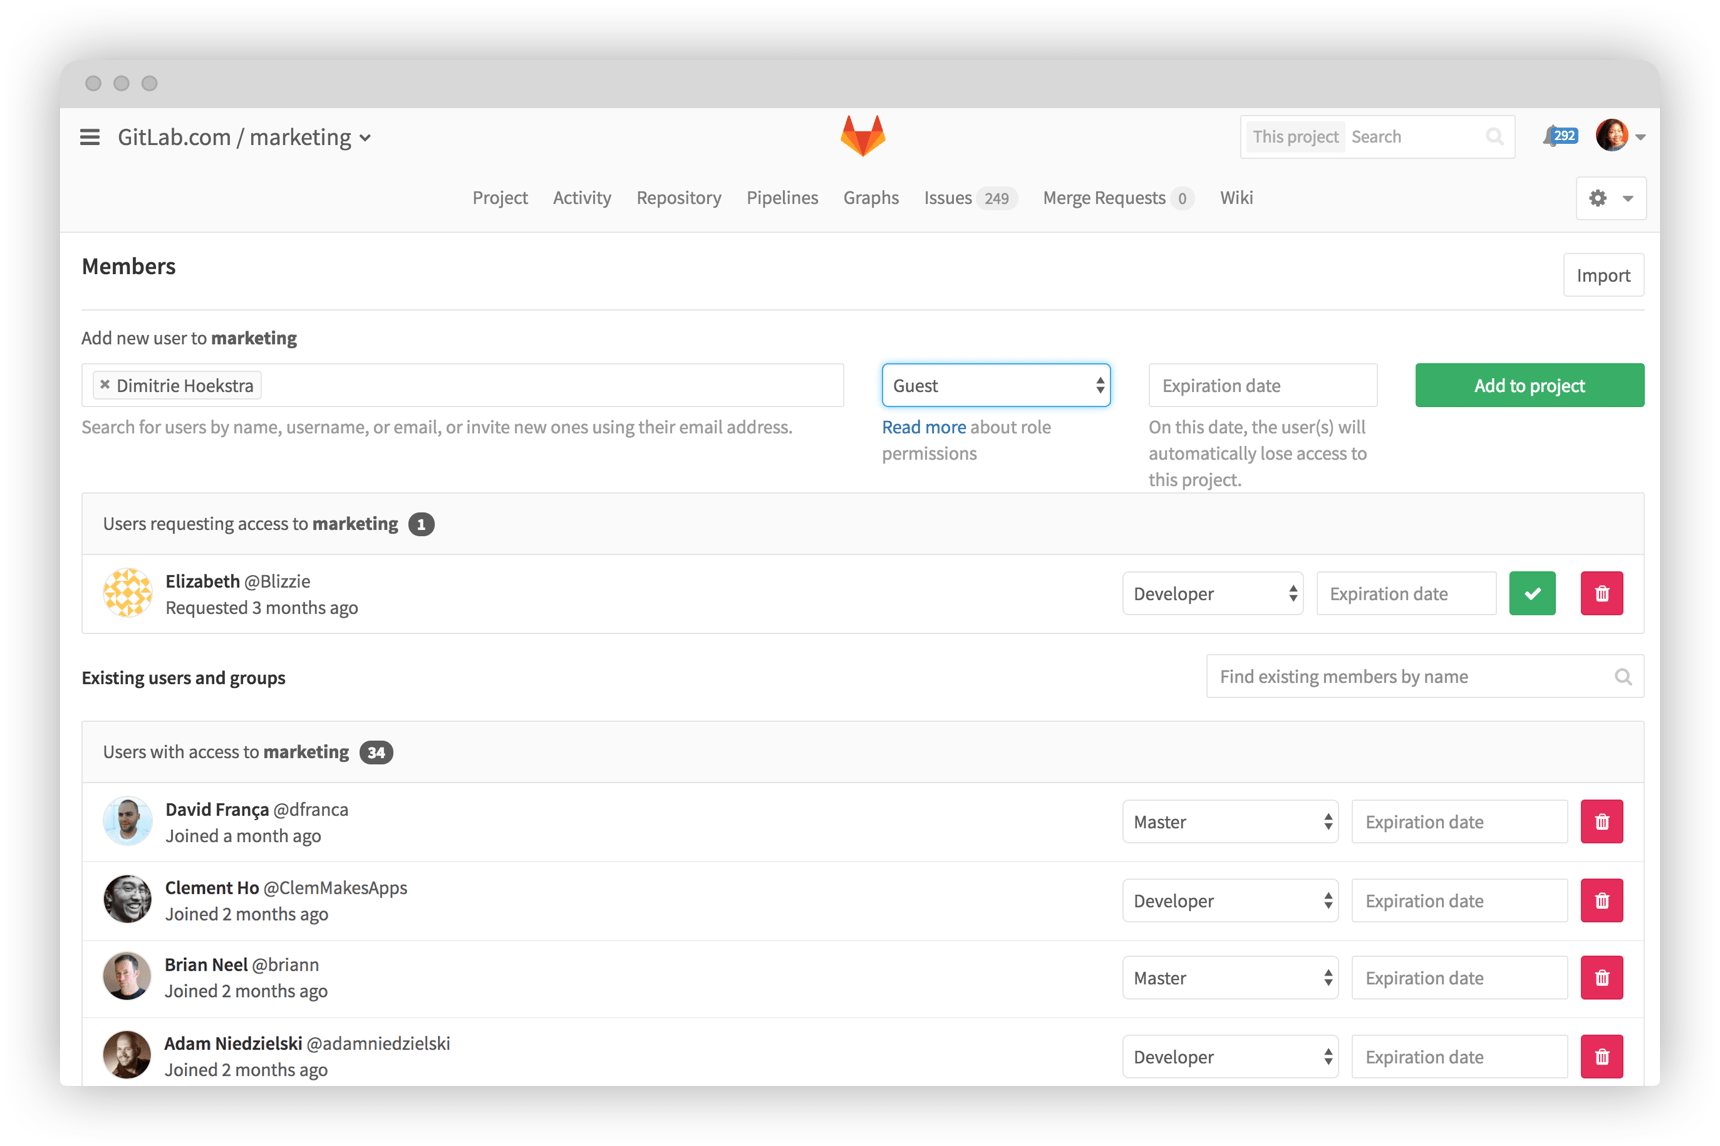 GitLab.com / marketing
This project Search
292
Project Activity Repository Pipelines Graphs Issues 249 Merge Requests 0 Wiki
Members
Import
Add new user to marketing
× Dimitrie Hoekstra
Guest
Expiration date
Add to project
Search for users by name, username, or email, or invite new ones using their email address.
Read more about role
permissions
On this date, the user(s) will
automatically lose access to
this project.
Users requesting access to marketing 1
Elizabeth @Blizzie
Requested 3 months ago
Developer
Expiration date
Existing users and groups
Find existing members by name
Users with access to marketing 34
David França @dfranca
Joined a month ago
Master
Expiration date
Clement Ho @ClemMakesApps
Joined 2 months ago
Developer
Expiration date
Brian Neel @briann
Joined 2 months ago
Master
Expiration date
Adam Niedzielski @adamniedzielski
Joined 2 months ago
Developer
Expiration date